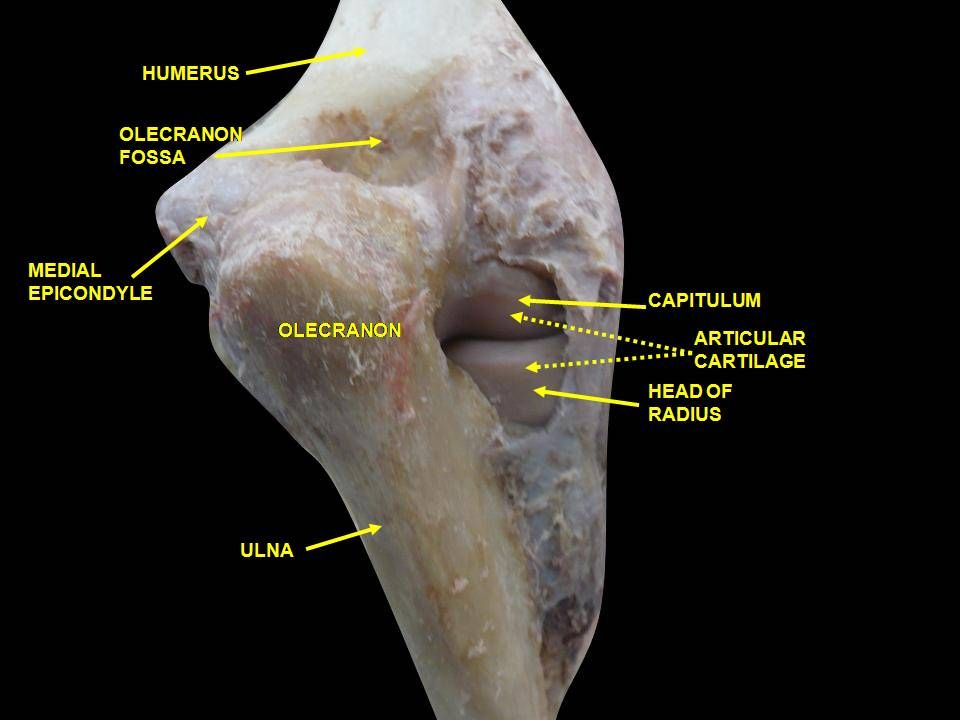 HUMERUS
OLECRANON
FOSSA
MEDIAL
EPICONDYLE
OLECRANON
CAPITULUM
ARTICULAR
CARTILAGE
HEAD OF
RADIUS
ULNA